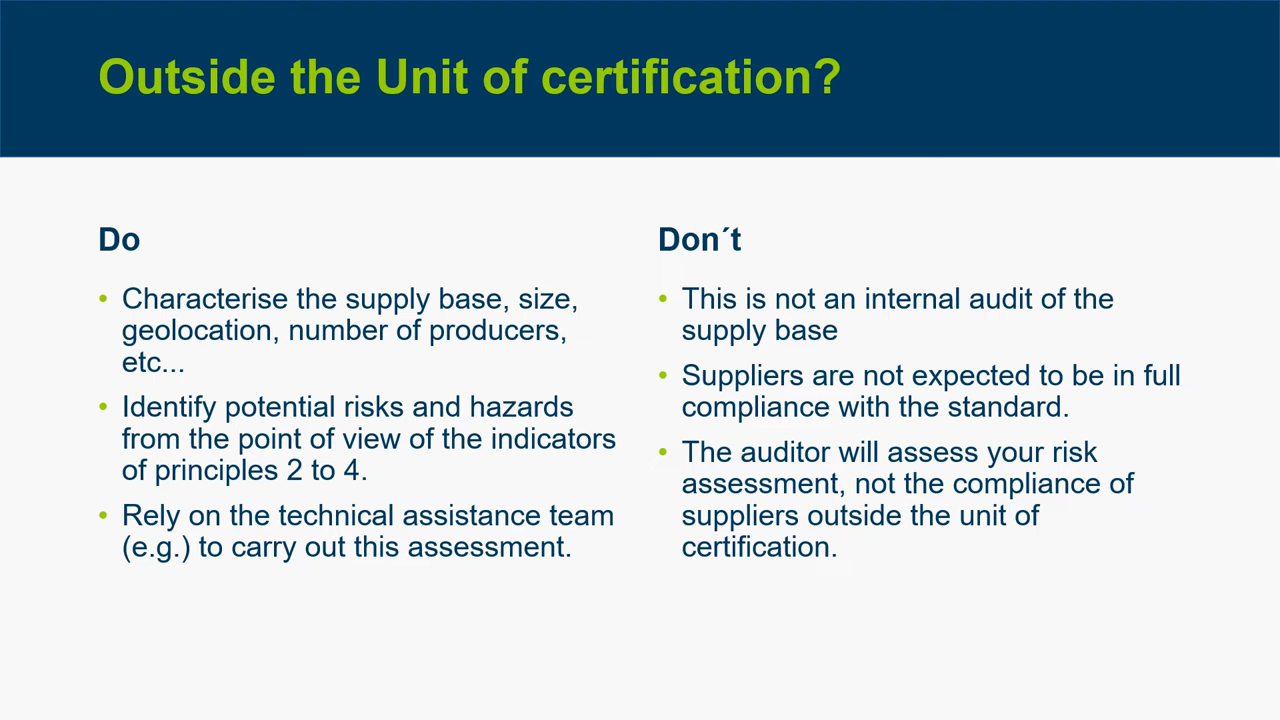 Outside the Unit of certification?
Do
• Characterise the supply base, size,
geolocation, number of producers,
etc...
• Identify potential risks and hazards
from the point of view of the indicators
of principles 2 to 4.
• Rely on the technical assistance team
(e.g.) to carry out this assessment.
Don´t
• This is not an internal audit of the
supply base
• Suppliers are not expected to be in full
compliance with the standard.
• The auditor will assess your risk
assessment, not the compliance of
suppliers outside the unit of
certification.